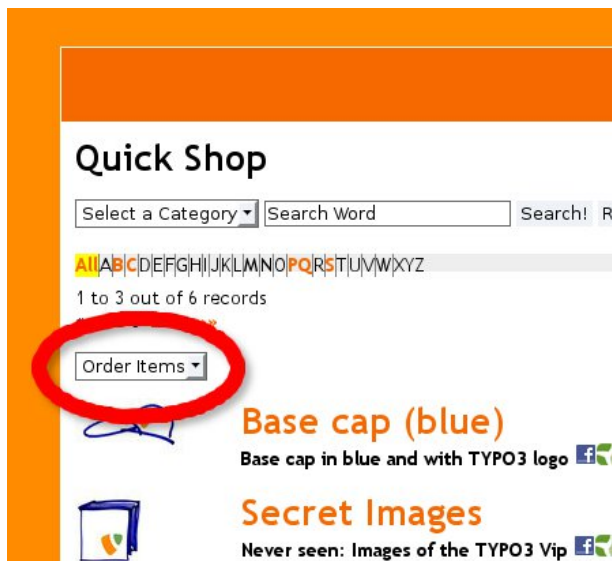 Quick Shop
Select a Category Search Word Search! R
All|A|B|C|D|E|F|G|H|I|J|K|L|M|N|O|P|Q|R|S|T|U|V|W|X|Y|Z
1 to 3 out of 6 records
Order Items
Base cap (blue)
Base cap in blue and with TYPO3 logo
Secret Images
Never seen: Images of the TYPO3 Vip